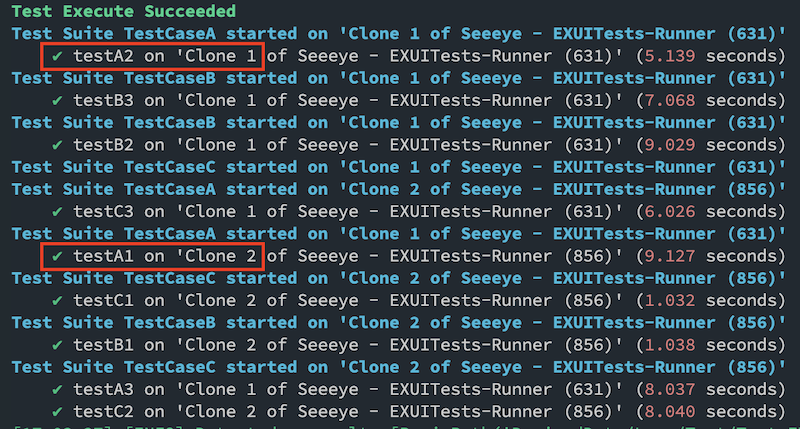 Test Execute Succeeded
Test Suite TestCaseA started on 'Clone 1 of Seeeye - EXUITests-Runner (631)'
✔ testA2 on 'Clone 1 of Seeeye - EXUITests-Runner (631)' (5.139 seconds)
Test Suite TestCaseB started on 'Clone 1 of Seeeye - EXUITests-Runner (631)'
✔ testB3 on 'Clone 1 of Seeeye - EXUITests-Runner (631)' (7.068 seconds)
Test Suite TestCaseB started on 'Clone 1 of Seeeye - EXUITests-Runner (631)'
✔ testB2 on 'Clone 1 of Seeeye - EXUITests-Runner (631)' (9.029 seconds)
Test Suite TestCaseC started on 'Clone 1 of Seeeye - EXUITests-Runner (631)'
Test Suite TestCaseA started on 'Clone 2 of Seeeye - EXUITests-Runner (856)'
✔ testC3 on 'Clone 1 of Seeeye - EXUITests-Runner (631)' (6.026 seconds)
Test Suite TestCaseA started on 'Clone 1 of Seeeye - EXUITests-Runner (631)'
✔ testA1 on 'Clone 2 of Seeeye - EXUITests-Runner (856)' (9.127 seconds)
Test Suite TestCaseC started on 'Clone 2 of Seeeye - EXUITests-Runner (856)'
✔ testC1 on 'Clone 2 of Seeeye - EXUITests-Runner (856)' (1.032 seconds)
Test Suite TestCaseB started on 'Clone 2 of Seeeye - EXUITests-Runner (856)'
✔ testB1 on 'Clone 2 of Seeeye - EXUITests-Runner (856)' (1.038 seconds)
Test Suite TestCaseC started on 'Clone 2 of Seeeye - EXUITests-Runner (856)'
✔ testA3 on 'Clone 1 of Seeeye - EXUITests-Runner (631)' (8.037 seconds)
✔ testC2 on 'Clone 2 of Seeeye - EXUITests-Runner (856)' (8.040 seconds)